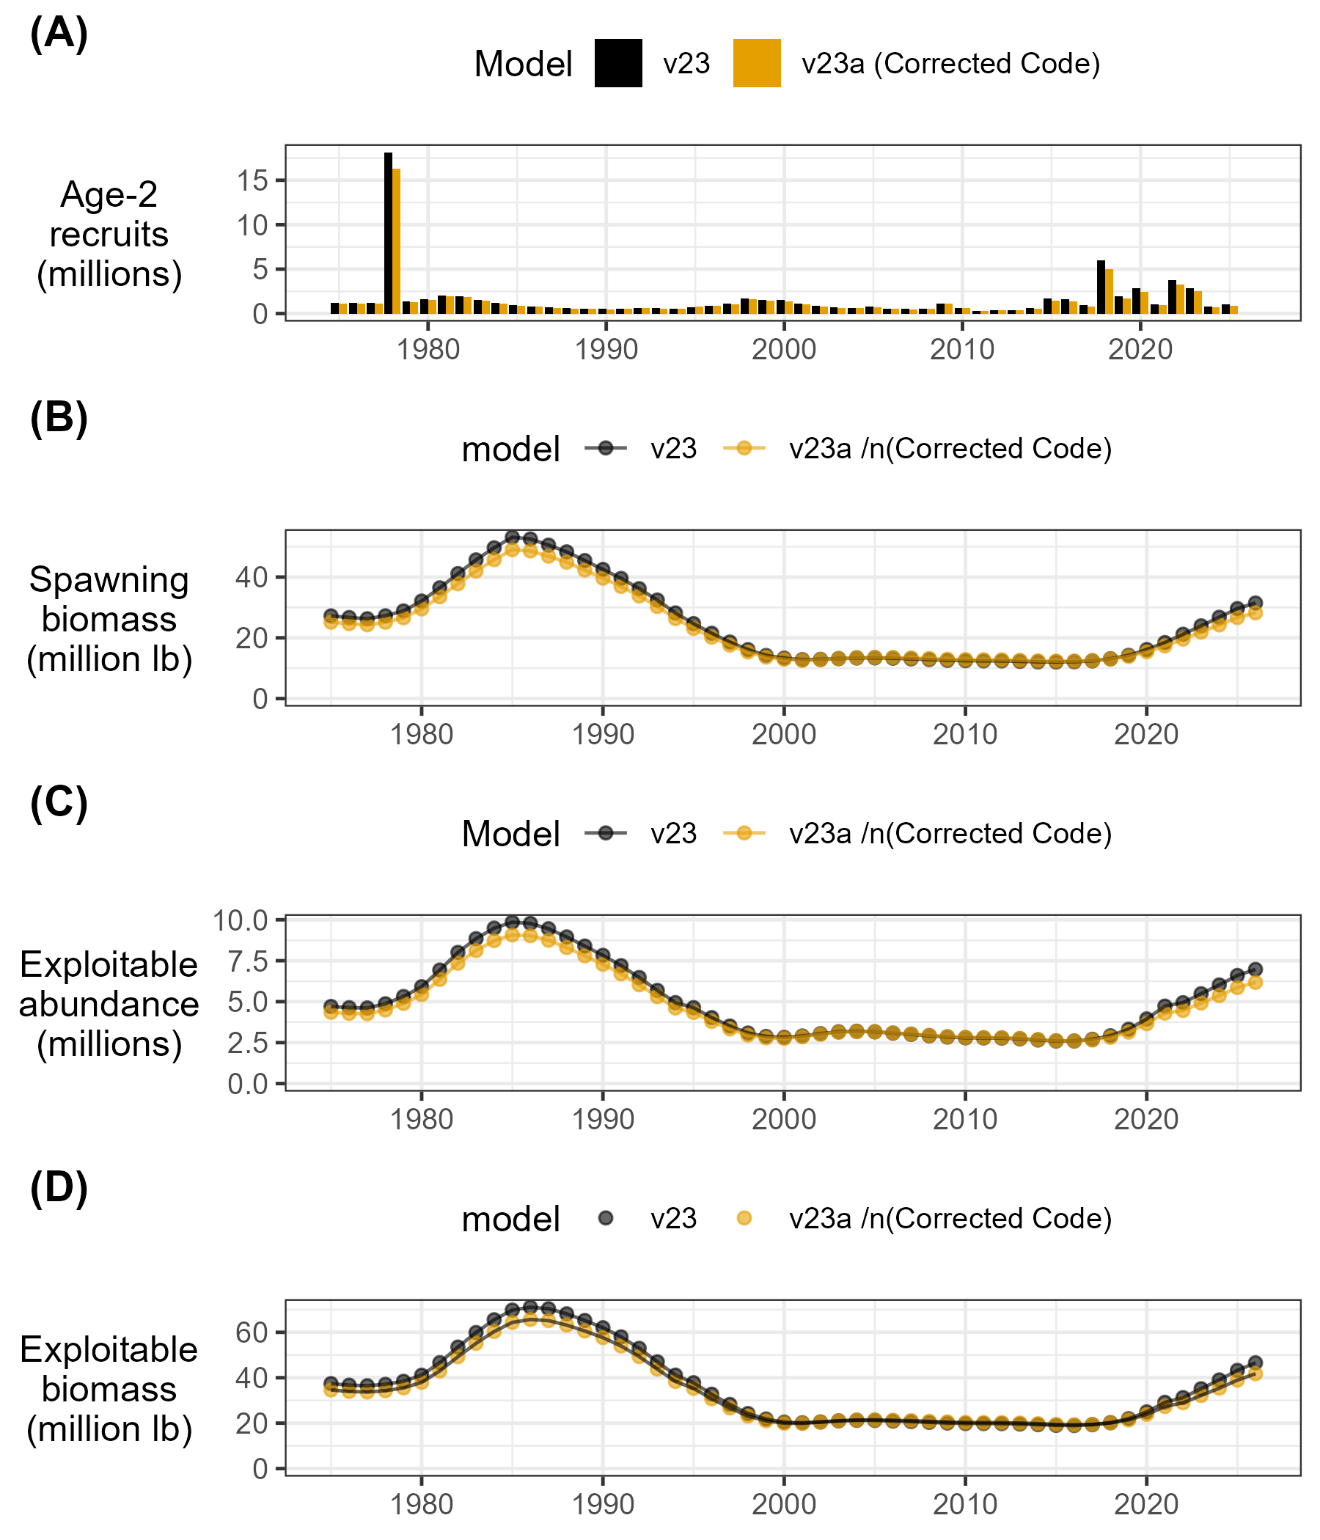 (A)
Model v23 v23a (Corrected Code)
Age-2
recruits
(millions)
15
10
5
0
1980 1990 2000 2010 2020
(B)
model v23 v23a /n(Corrected Code)
Spawning
biomass
(million lb)
40
20
0
1980 1990 2000 2010 2020
(C)
Model v23 v23a /n(Corrected Code)
Exploitable
abundance
(millions)
10.0
7.5
5.0
2.5
0.0
1980 1990 2000 2010 2020
(D)
model v23 v23a /n(Corrected Code)
Exploitable
biomass
(million lb)
60
40
20
0
1980 1990 2000 2010 2020